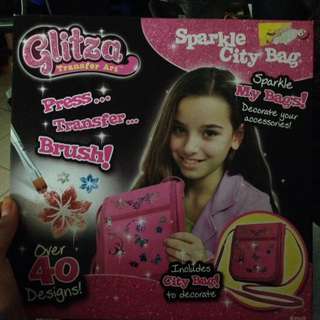 Glitza
Transfer Art
Sparkle
City Bag
Sparkle
My Bags!
Decorate your
accessories!
Press...
Transfer...
Brush!
Over
40
Designs!
Includes
City Bag!
to decorate